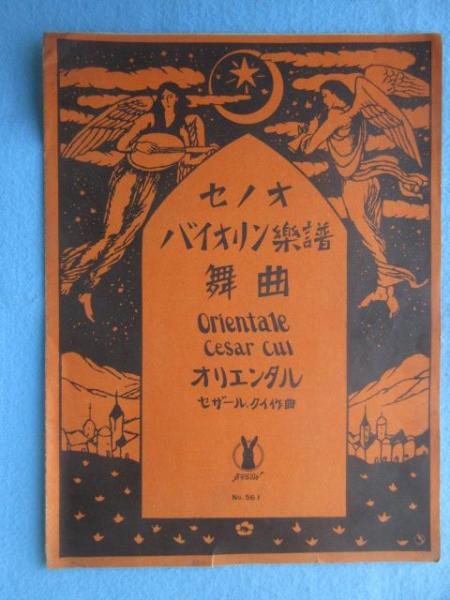 セノオ
バイオリン樂譜
舞曲
Orientale
Cesar Cui
オリエンタル
セザール、クイ作曲
No. 561